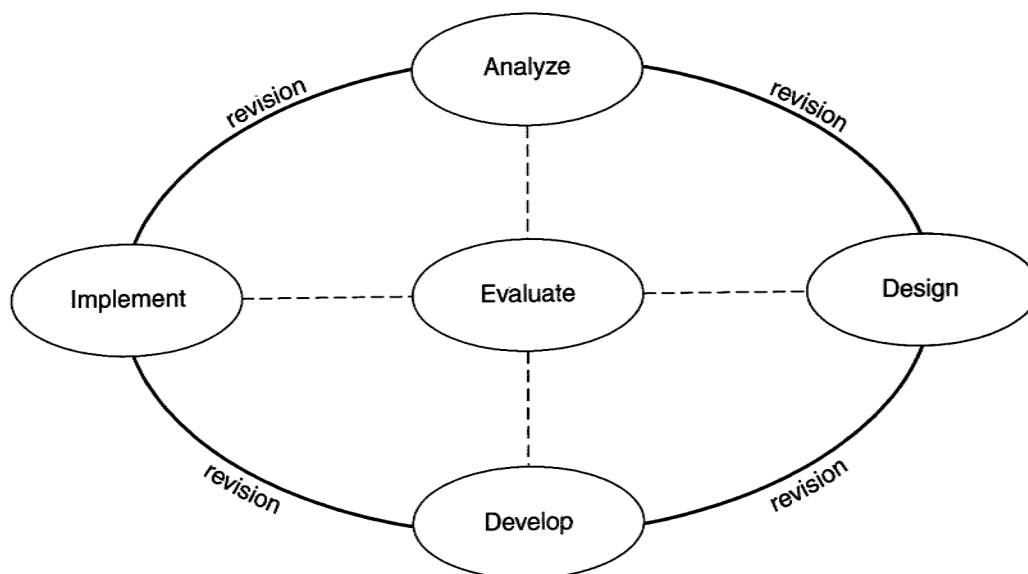 Analyze
revision
revision
Implement
Evaluate
Design
revision
revision
Develop